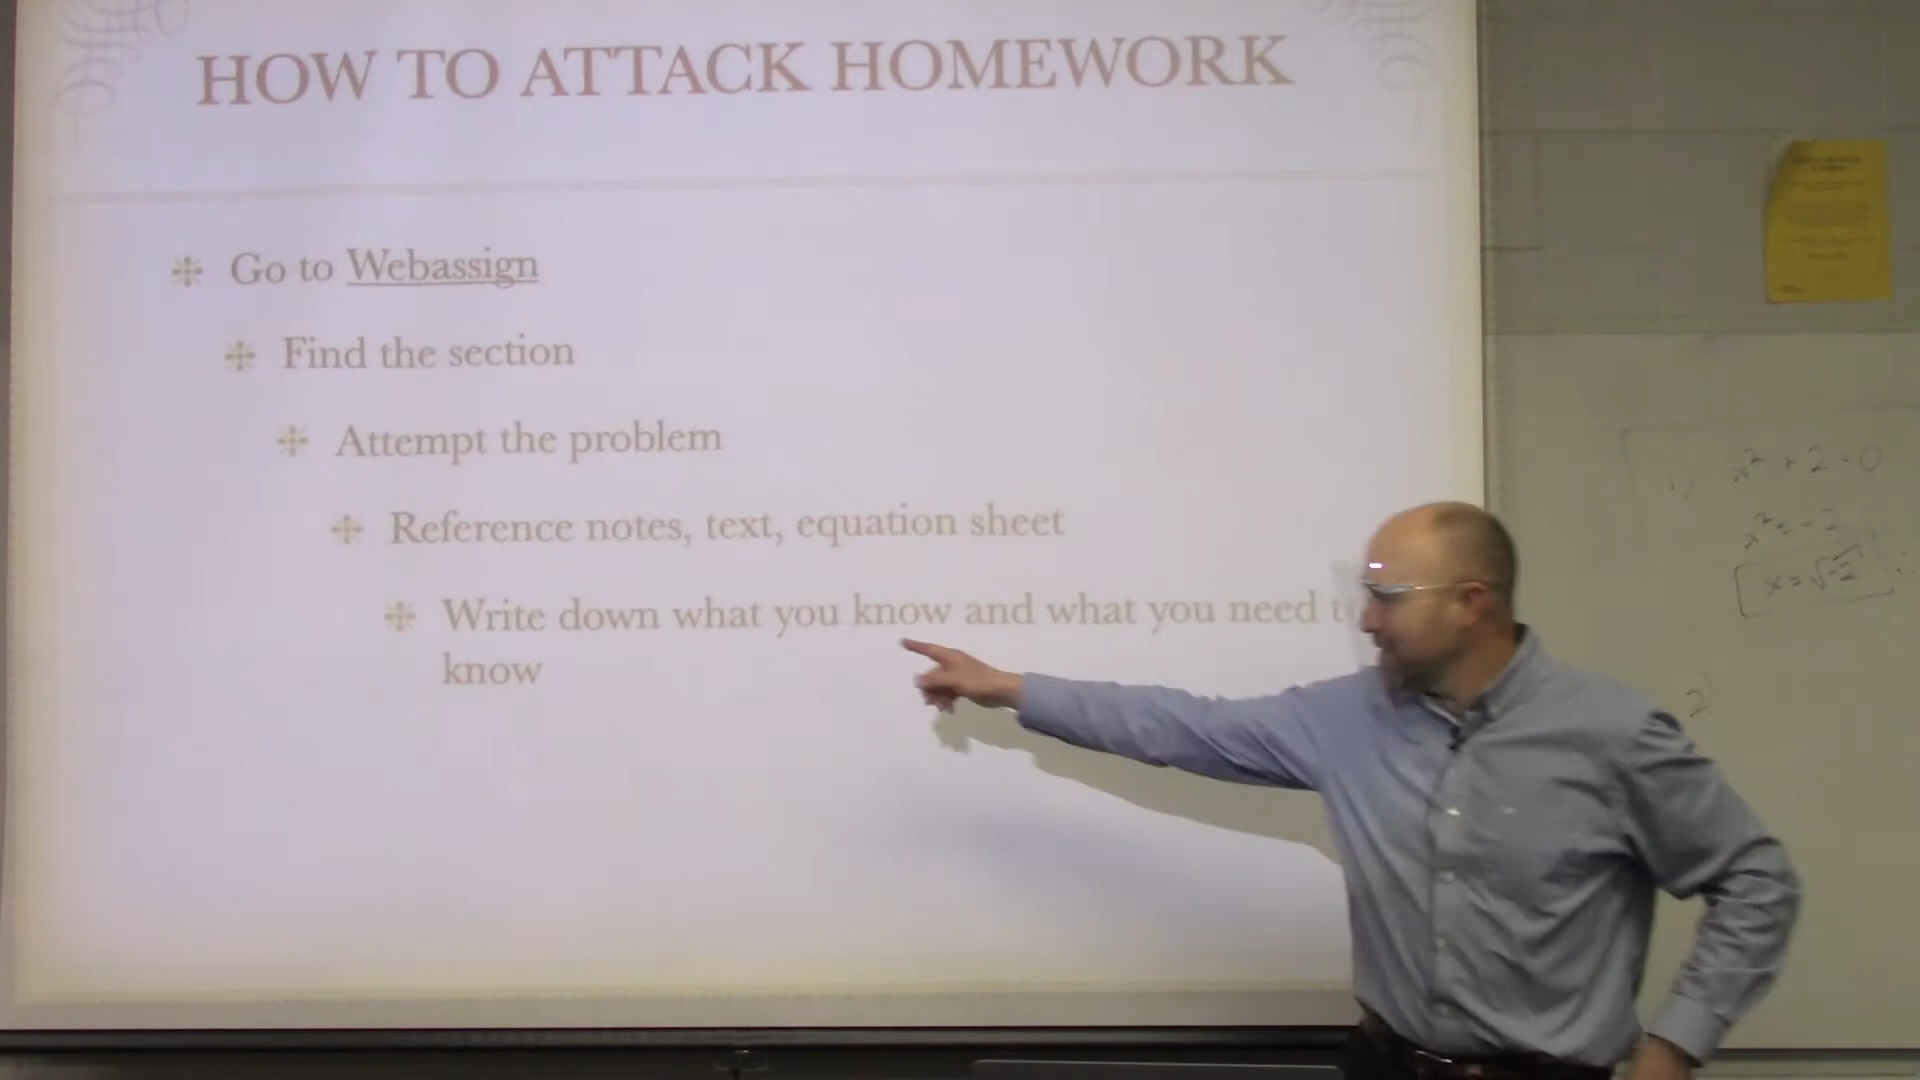 HOW TO ATTACK HOMEWORK
Go to Webassign
Find the section
Attempt the problem
Reference notes, text, equation sheet
Write down what you know and what you need
know
x² + 2 = 0
x² = -2
x = √-2
2